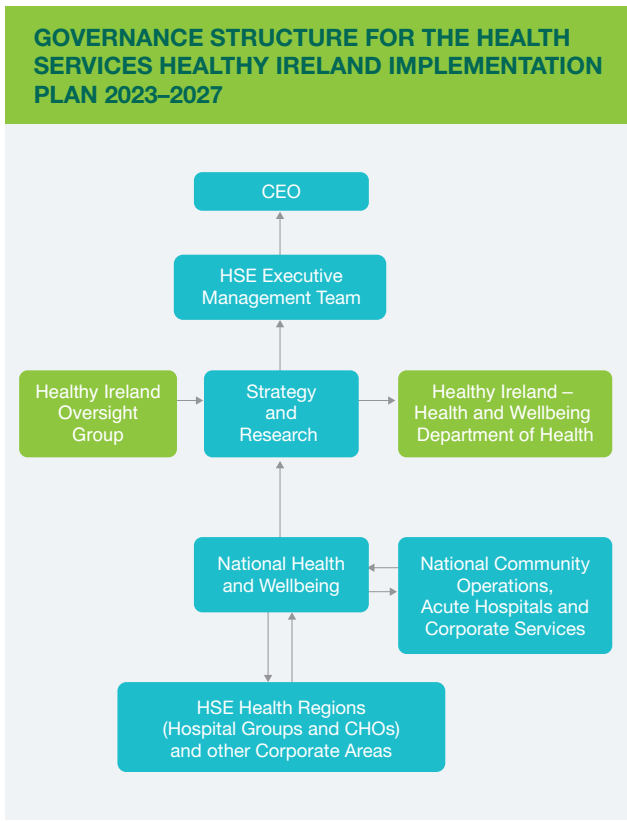 GOVERNANCE STRUCTURE FOR THE HEALTH
SERVICES HEALTHY IRELAND IMPLEMENTATION
PLAN 2023–2027
CEO
HSE Executive
Management Team
Healthy Ireland
Oversight
Group
Strategy
and
Research
Healthy Ireland –
Health and Wellbeing
Department of Health
National Health
and Wellbeing
National Community
Operations,
Acute Hospitals and
Corporate Services
HSE Health Regions
(Hospital Groups and CHOs)
and other Corporate Areas